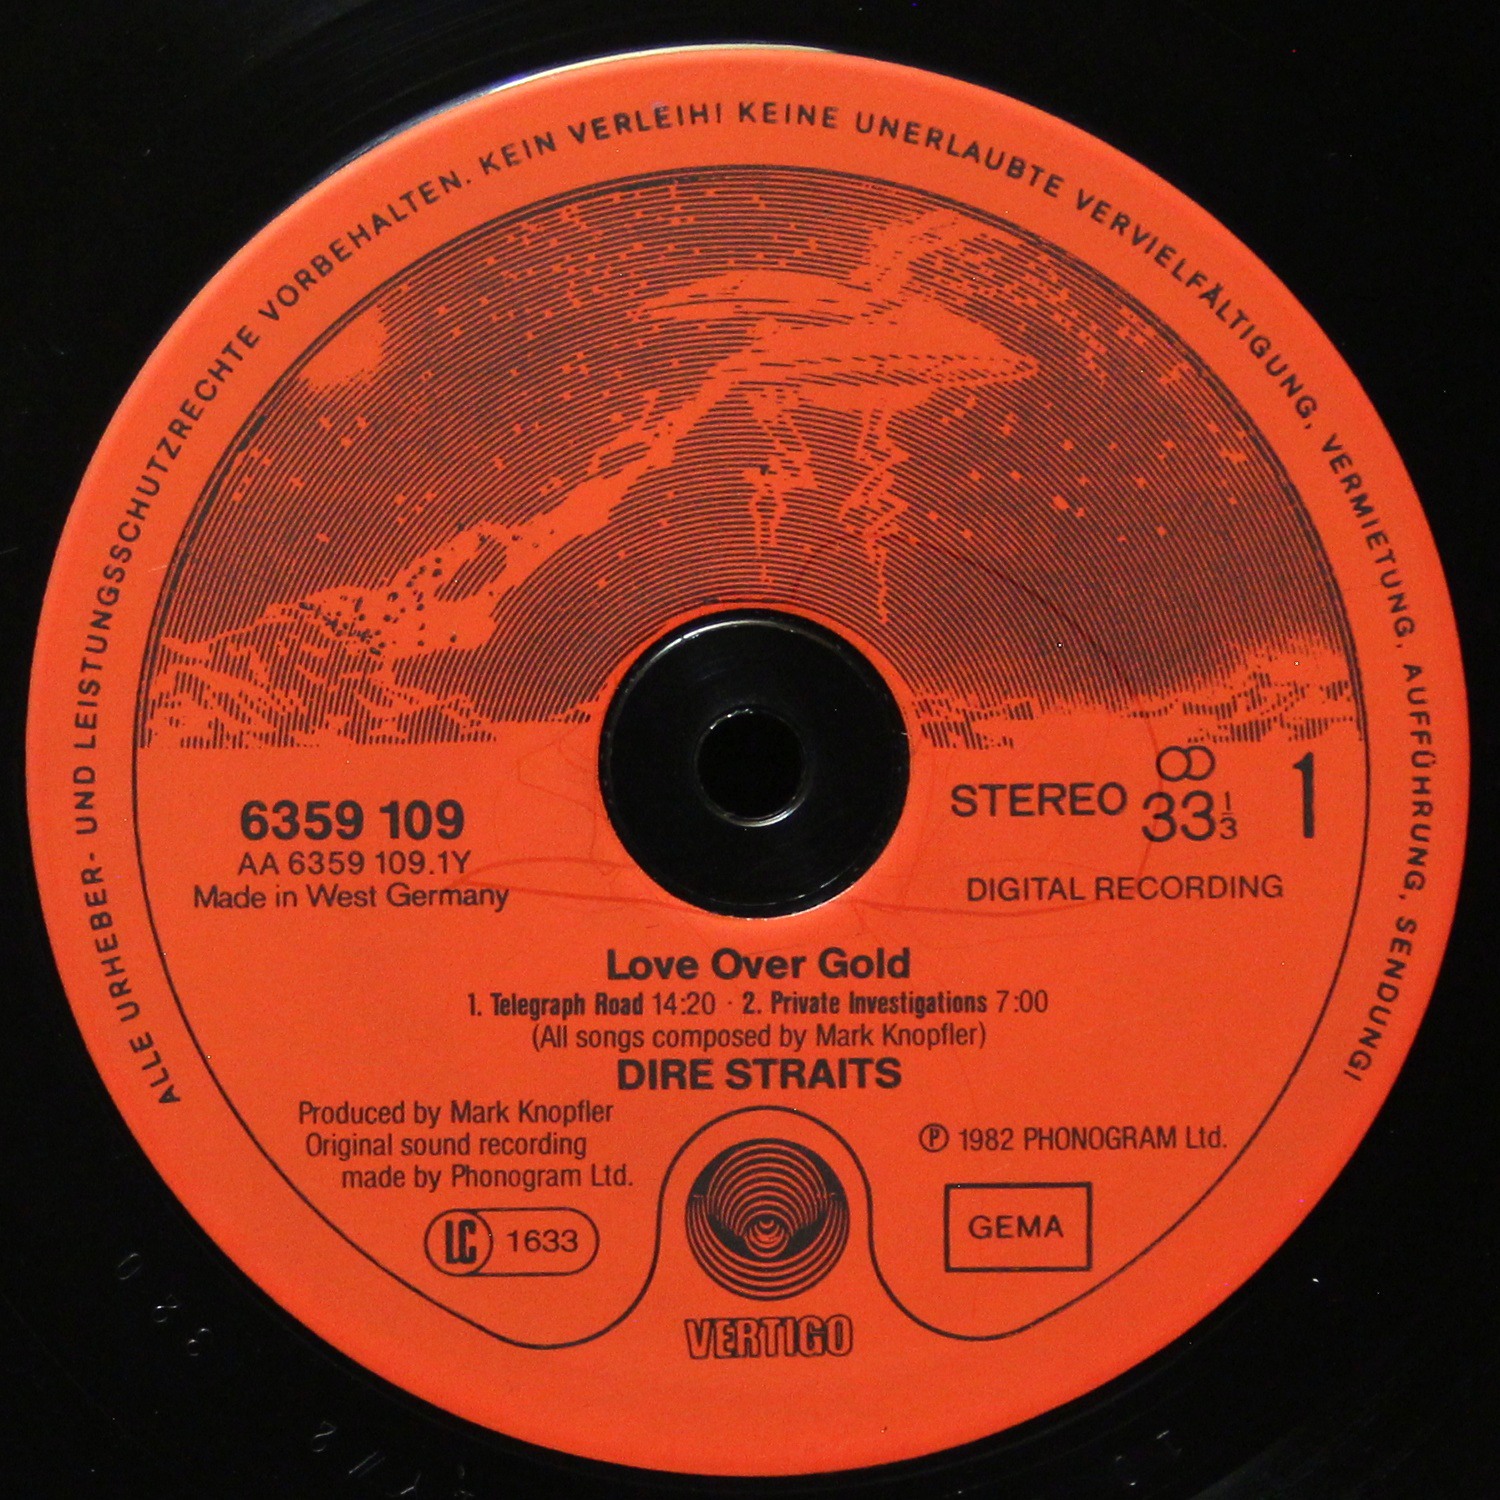 ALLE URHEBER- UND LEISTUNGSSCHUTZRECHTE VORBEHALTEN. KEIN VERLEIH! KEINE UNERLAUBTE VERVIELFÄLTIGUNG, VERMIETUNG, AUFFÜHRUNG, SENDUNG!
6359 109
AA 6359 109.1Y
Made in West Germany
STEREO 33 1/3
1
DIGITAL RECORDING
Love Over Gold
1. Telegraph Road 14:20 · 2. Private Investigations 7:00
(All songs composed by Mark Knopfler)
DIRE STRAITS
Produced by Mark Knopfler
Original sound recording
made by Phonogram Ltd.
Ⓟ 1982 PHONOGRAM Ltd.
LC 1633
GEMA
VERTIGO